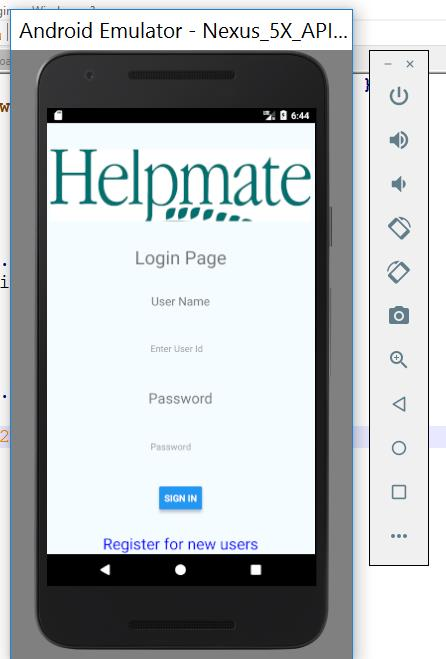 Android Emulator - Nexus_5X_API...
6:44
Helpmate
Login Page
User Name
Enter User Id
Password
Password
SIGN IN
Register for new users